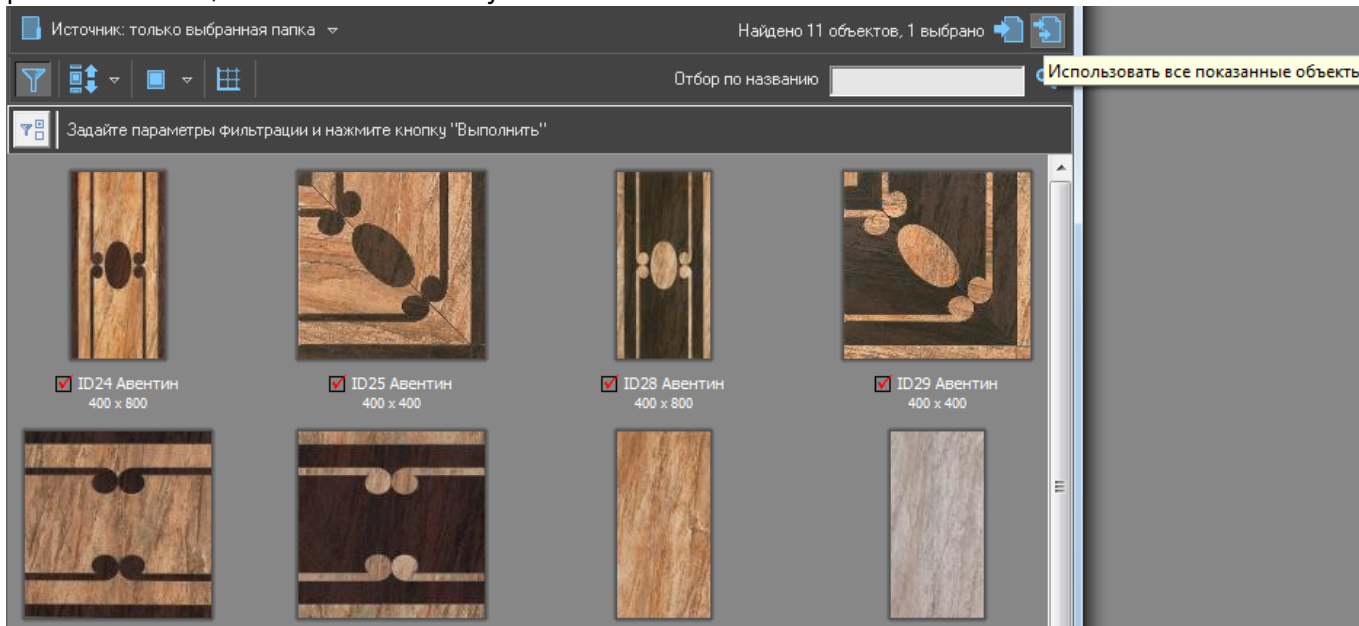 Источник: только выбранная папка
Найдено 11 объектов, 1 выбрано
Отбор по названию
Использовать все показанные объекты
Задайте параметры фильтрации и нажмите кнопку "Выполнить"
ID24 Авентин
400 x 800
ID25 Авентин
400 x 400
ID28 Авентин
400 x 800
ID29 Авентин
400 x 400